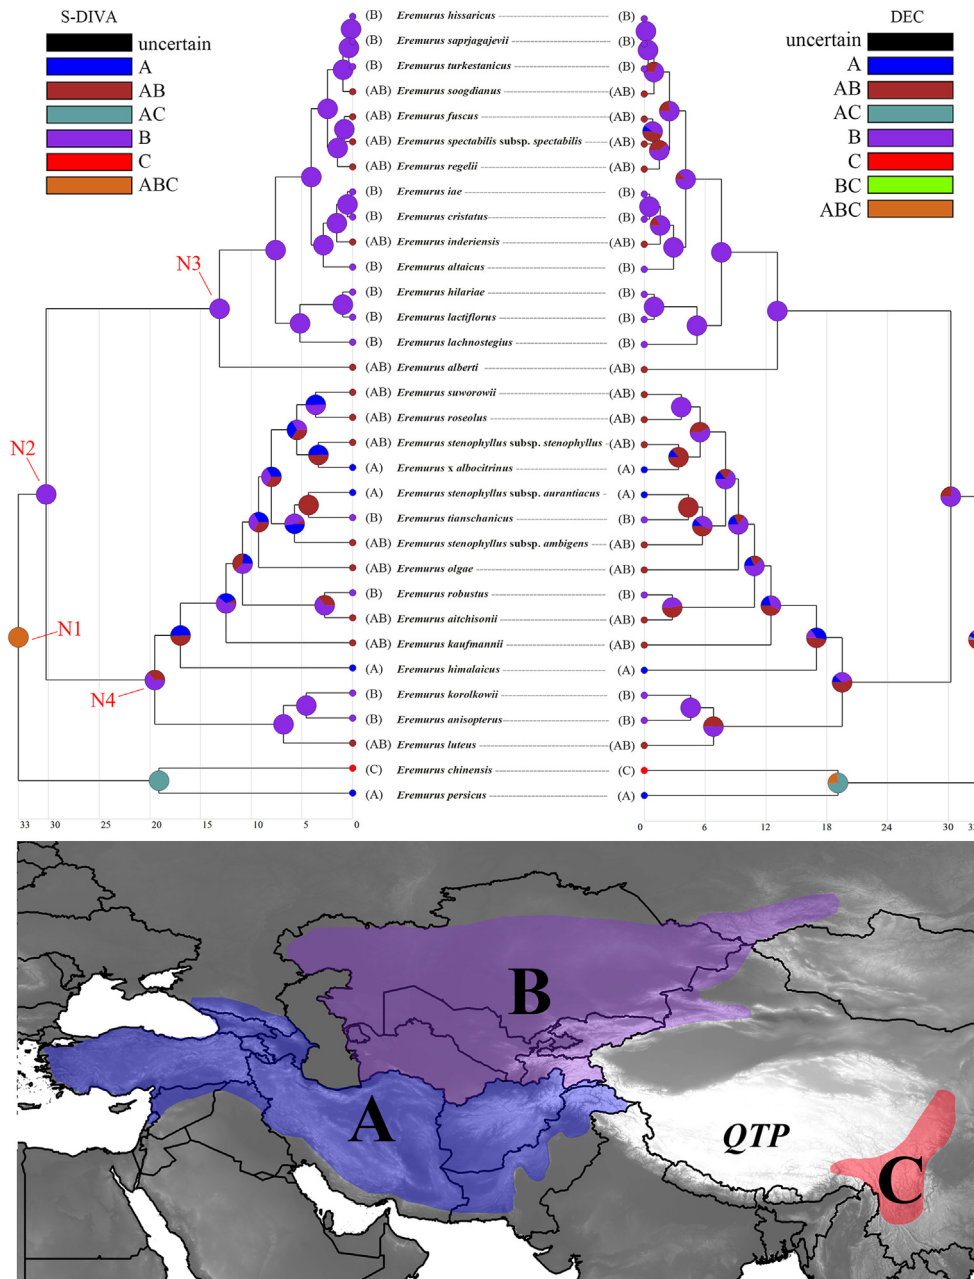 S-DIVA
DEC
uncertain
A
AB
AC
B
C
ABC
uncertain
A
AB
AC
B
C
BC
ABC
(B) Eremurus hissaricus (B)
(B) Eremurus saprjagajevii (B)
(B) Eremurus turkestanicus (B)
(AB) Eremurus soogdianus (AB)
(AB) Eremurus fuscus (AB)
(AB) Eremurus spectabilis subsp. spectabilis (AB)
(AB) Eremurus regelii (AB)
(B) Eremurus iae (B)
(B) Eremurus cristatus (B)
(AB) Eremurus inderiensis (AB)
(B) Eremurus altaicus (B)
(B) Eremurus hilariae (B)
(B) Eremurus lactiflorus (B)
(B) Eremurus lachnostegius (B)
(AB) Eremurus alberti (AB)
(AB) Eremurus suworowii (AB)
(AB) Eremurus roseolus (AB)
(AB) Eremurus stenophyllus subsp. stenophyllus (AB)
(A) Eremurus x albocitrinus (A)
(A) Eremurus stenophyllus subsp. aurantiacus (A)
(B) Eremurus tianschanicus (B)
(AB) Eremurus stenophyllus subsp. ambigens (AB)
(AB) Eremurus olgae (AB)
(B) Eremurus robustus (B)
(AB) Eremurus aitchisonii (AB)
(AB) Eremurus kaufmannii (AB)
(A) Eremurus himalaicus (A)
(B) Eremurus korolkowii (B)
(B) Eremurus anisopterus (B)
(AB) Eremurus luteus (AB)
(C) Eremurus chinensis (C)
(A) Eremurus persicus (A)
N3
N2
N1
N4
33 30 20 15 10 5 0
0 6 12 18 24 30
B
A
QTP
C